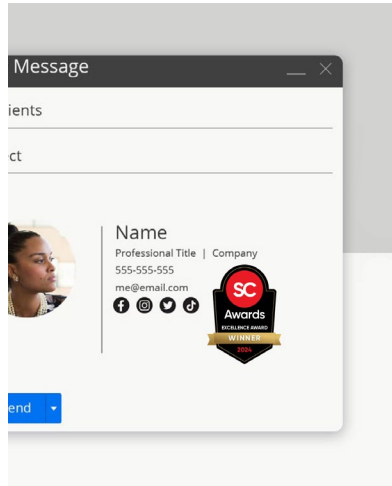 Message
ients
ct
Name
Professional Title | Company
555-555-555
me@email.com
SC
Awards
EXCELLENCE AWARD
WINNER
2024
end